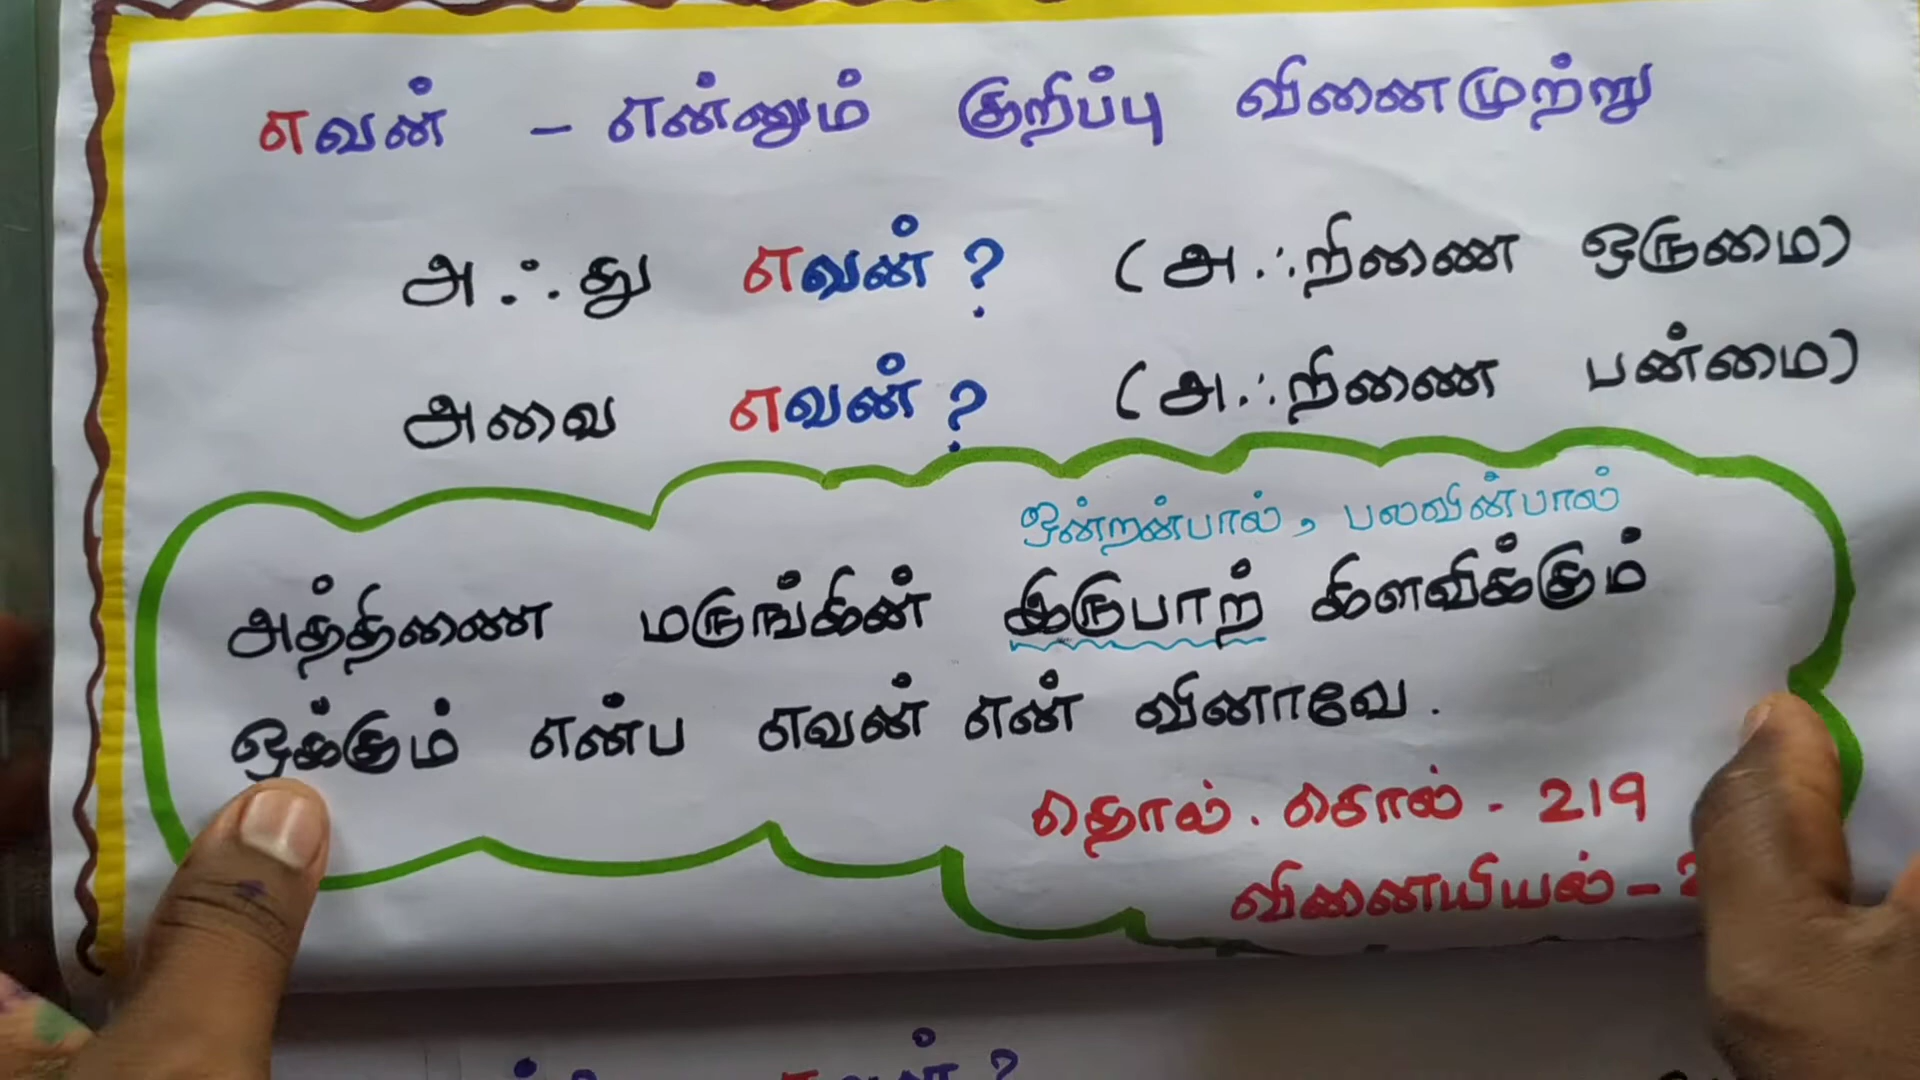 எவன் - என்னும் குறிப்பு வினைமுற்று
அஃது எவன்? (அஃறிணை ஒருமை)
அவை எவன்? (அஃறிணை பன்மை)
ஒன்றன்பால், பலவின்பால்
அத்திணை மருங்கின் இருபாற் கிளவிக்கும்
ஒக்கும் என்ப எவன் என் வினாவே.
தொல். சொல் - 219
வினையியல் - 2